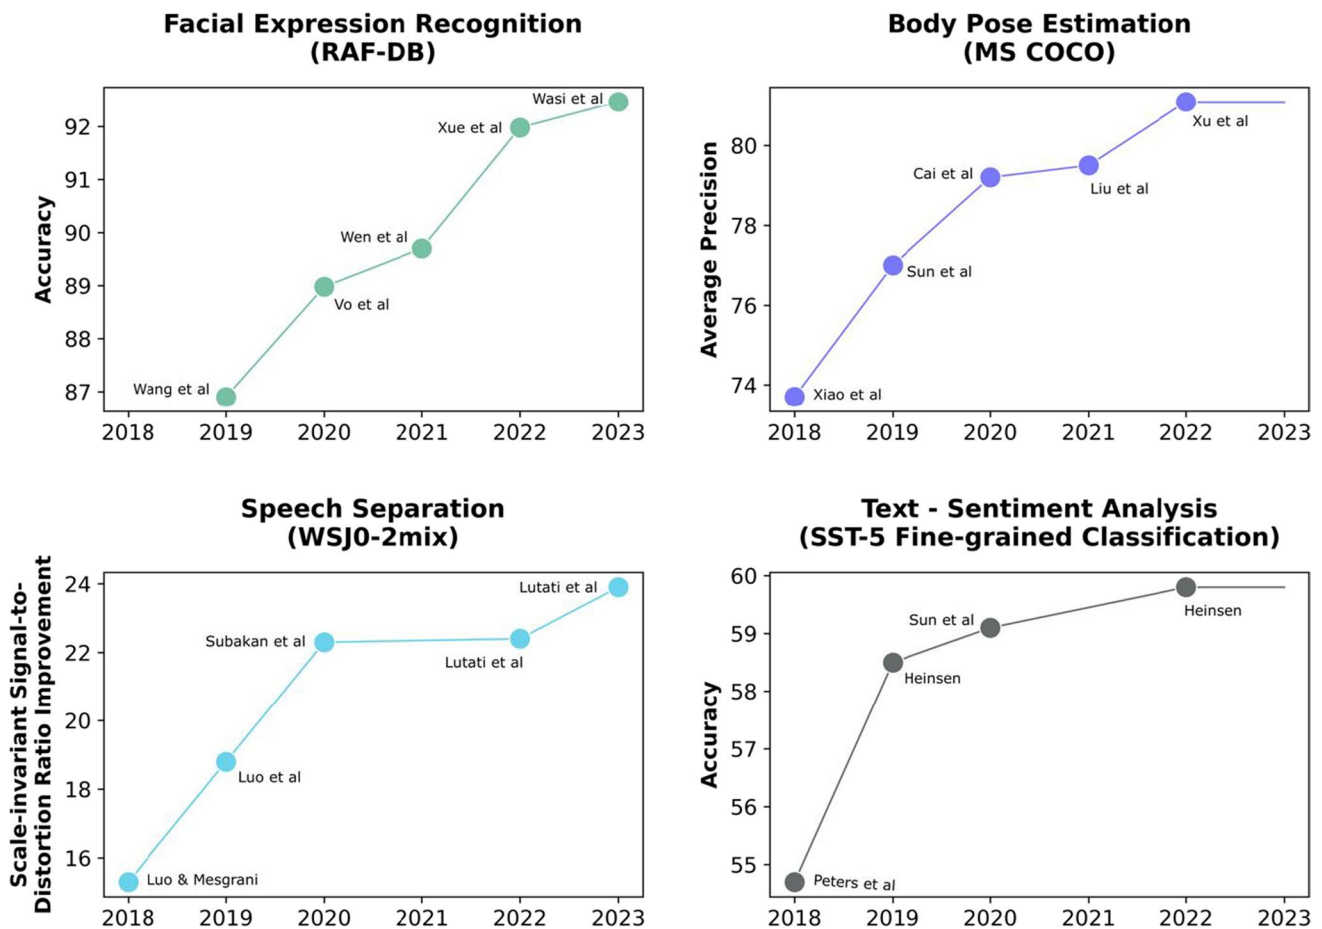 Facial Expression Recognition
(RAF-DB)
Accuracy
92
91
90
89
88
87
Wasi et al
Xue et al
Wen et al
Vo et al
Wang et al
2018 2019 2020 2021 2022 2023
Body Pose Estimation
(MS COCO)
Average Precision
80
78
76
74
Xu et al
Cai et al
Liu et al
Sun et al
Xiao et al
2018 2019 2020 2021 2022 2023
Speech Separation
(WSJ0-2mix)
Scale-invariant Signal-to-
Distortion Ratio Improvement
24
22
20
18
16
Lutati et al
Subakan et al
Lutati et al
Luo et al
Luo & Mesgrani
2018 2019 2020 2021 2022 2023
Text - Sentiment Analysis
(SST-5 Fine-grained Classification)
Accuracy
60
59
58
57
56
55
Heinsen
Sun et al
Heinsen
Peters et al
2018 2019 2020 2021 2022 2023